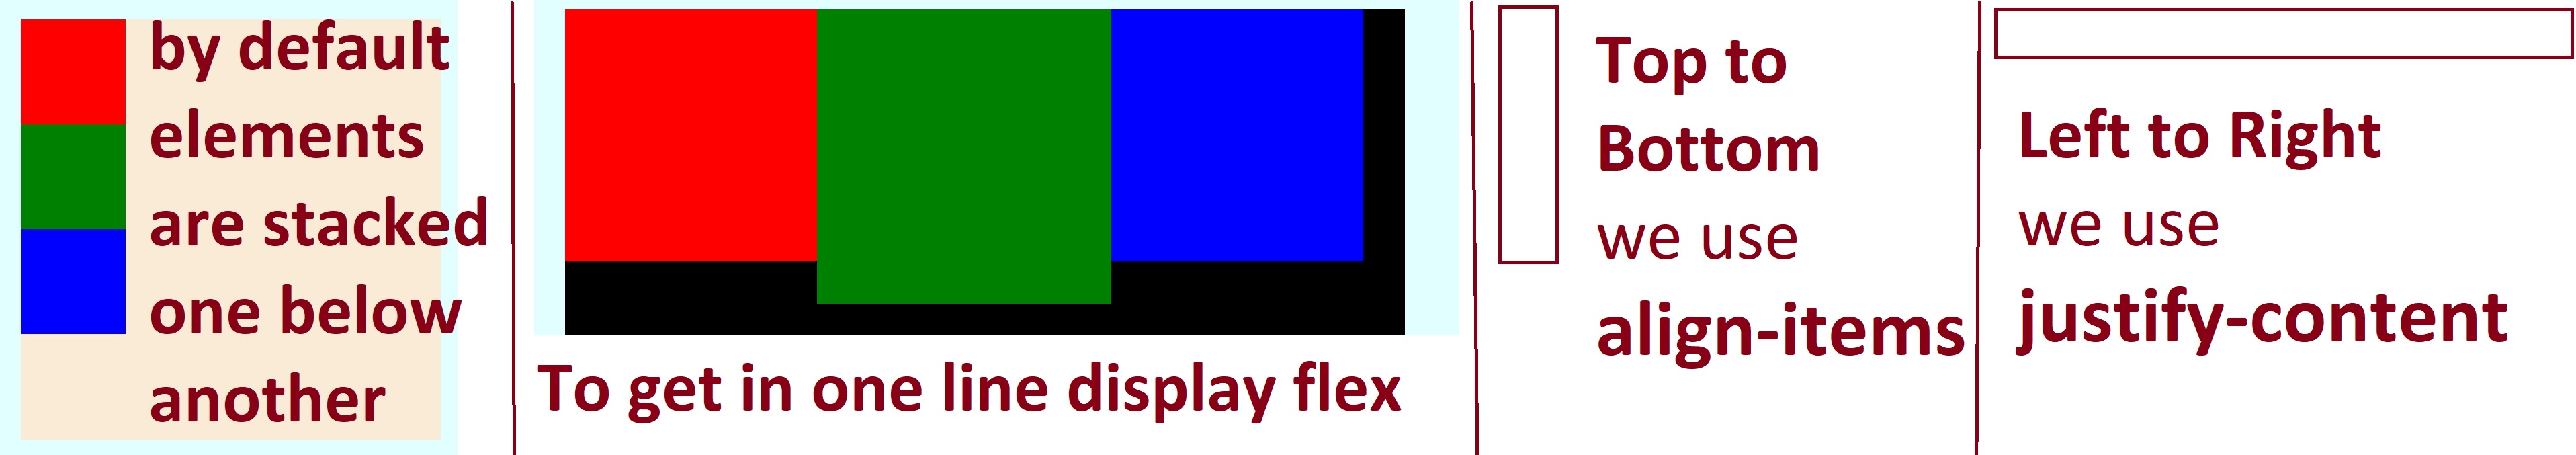 by default
elements
are stacked
one below
another
To get in one line display flex
Top to
Bottom
we use
align-items
Left to Right
we use
justify-content